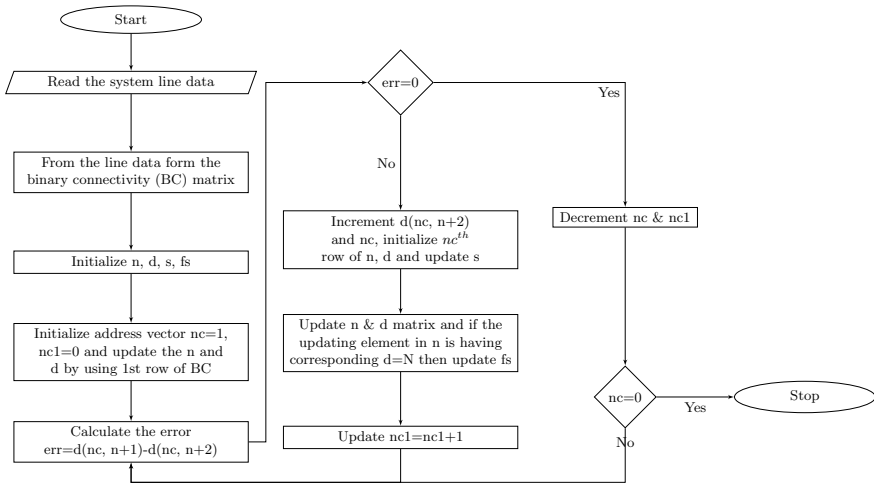 Start
Read the system line data
From the line data form the
binary connectivity (BC) matrix
Initialize n, d, s, fs
Initialize address vector nc=1,
nc1=0 and update the n and
d by using 1st row of BC
Calculate the error
err=d(nc, n+1)-d(nc, n+2)
err=0
No
Increment d(nc, n+2)
and nc, initialize nc^th
row of n, d and update s
Update n & d matrix and if the
updating element in n is having
corresponding d=N then update fs
Update nc1=nc1+1
Yes
Decrement nc & nc1
nc=0
Yes
Stop
No